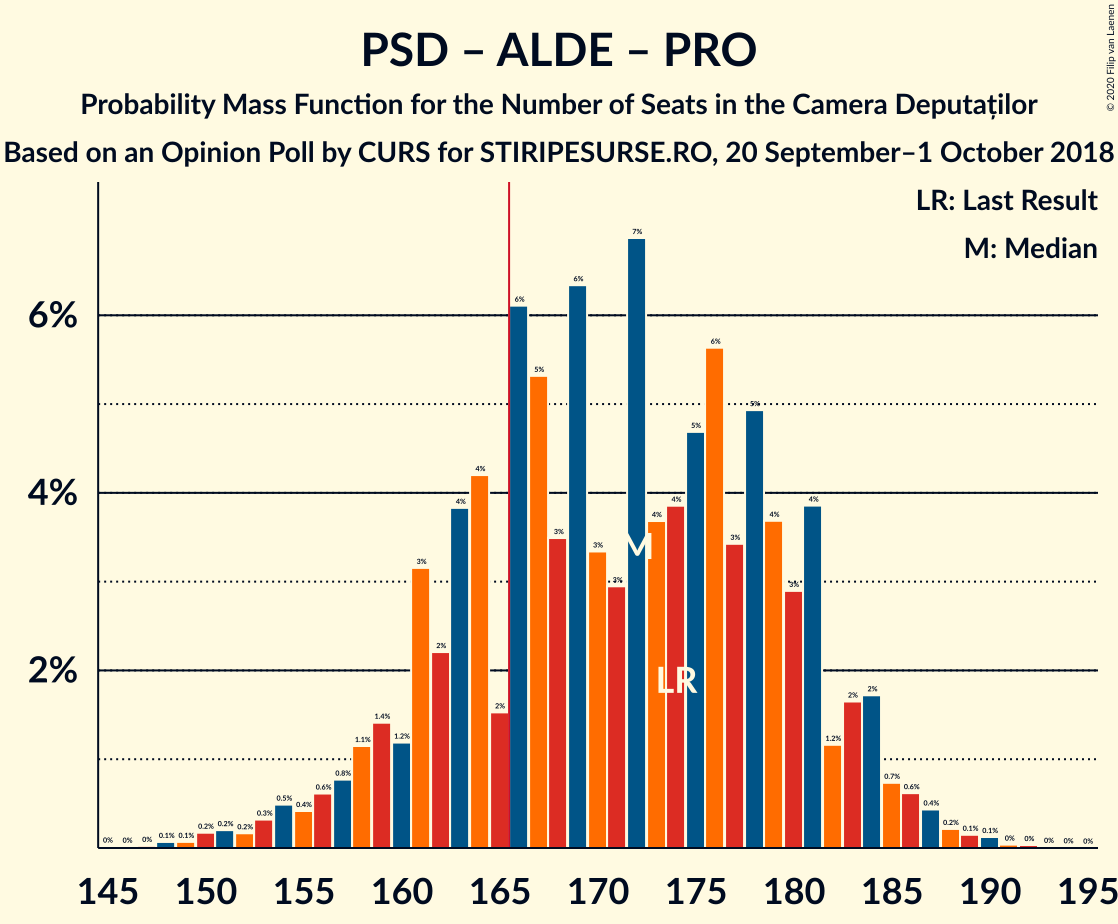 PSD – ALDE – PRO
Probability Mass Function for the Number of Seats in the Camera Deputaților
Based on an Opinion Poll by CURS for STIRIPESURSE.RO, 20 September–1 October 2018
© 2020 Filip van Laenen
LR: Last Result
M: Median
6%
4%
2%
0% 0% 0% 0.1% 0.1% 0.2% 0.2% 0.2% 0.3% 0.5% 0.4% 0.6% 0.8% 1.1% 1.4% 1.2% 3% 2% 4% 4% 2% 6% 5% 3% 6% 3% 3% 7% 4% 4% 5% 6% 3% 5% 4% 3% 4% 1.2% 2% 2% 0.7% 0.6% 0.4% 0.2% 0.1% 0.1% 0% 0% 0% 0% 0%
M
LR
145 150 155 160 165 170 175 180 185 190 195